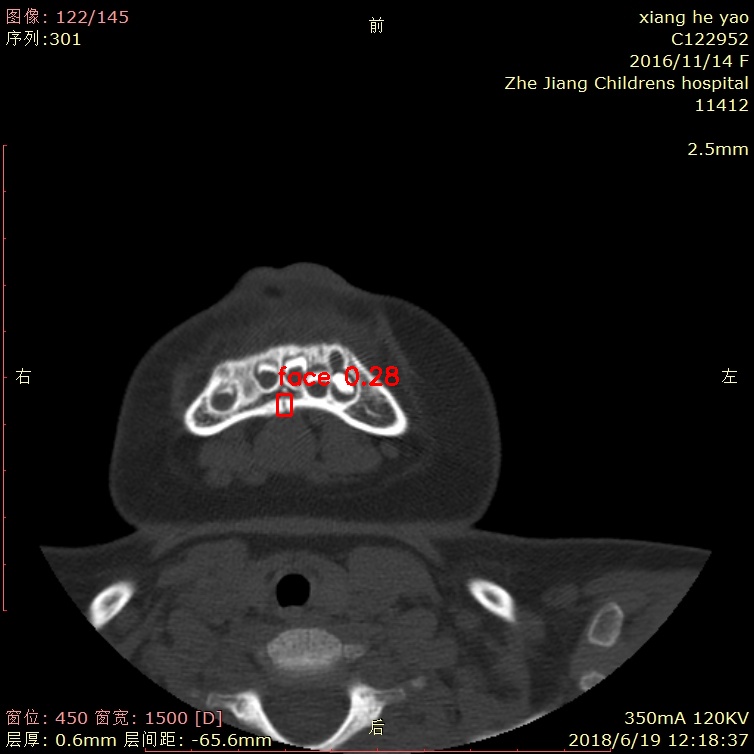 图像: 122/145
序列:301
前
xiang he yao
C122952
2016/11/14 F
Zhe Jiang Childrens hospital
11412
2.5mm
face 0.28
右
左
窗位: 450 窗宽: 1500 [D]
层厚: 0.6mm 层间距: -65.6mm
后
350mA 120KV
2018/6/19 12:18:37